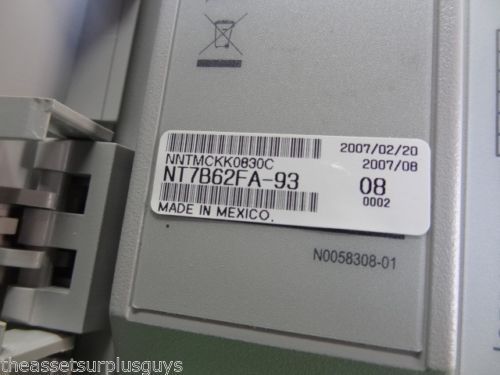 NNTMCKK0830C
2007/02/20
2007/08
NT7B62FA-93
08
0002
MADE IN MEXICO.
N0058308-01
theassetsurplusguys